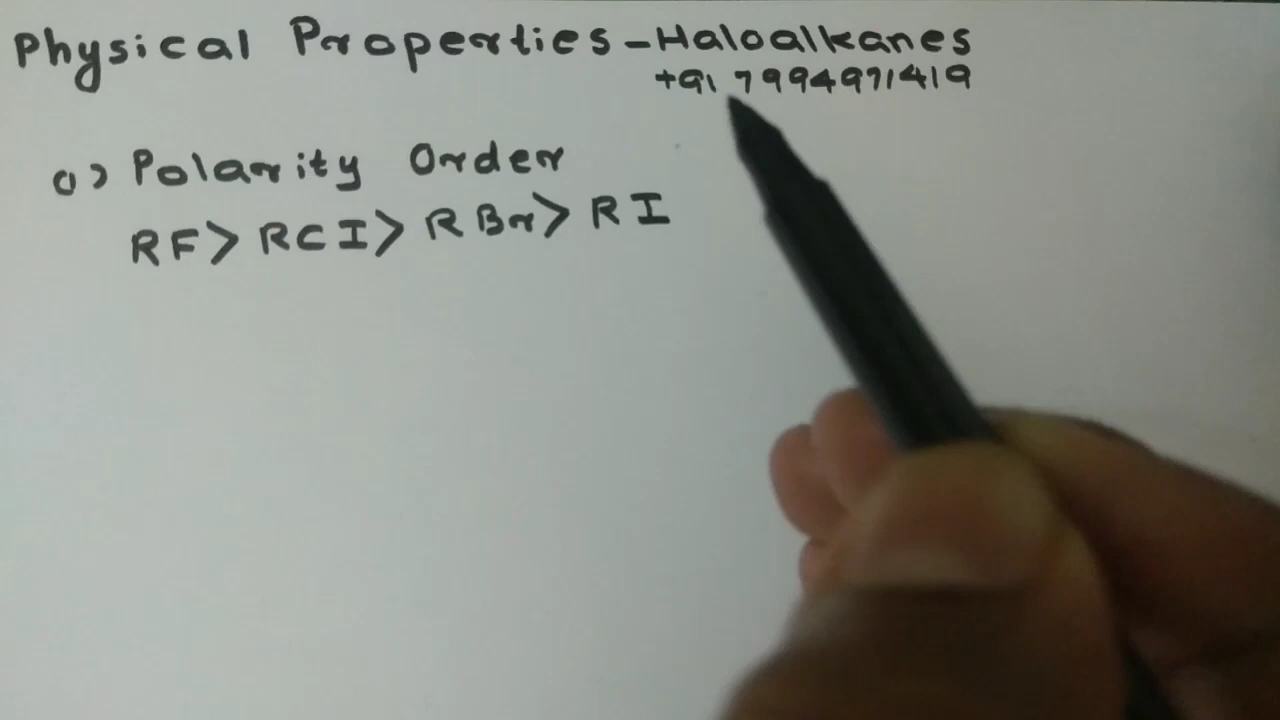 Physical Properties - Haloalkanes
+91 7994971419
a) Polarity Order
RF > RCI > RBr > RI